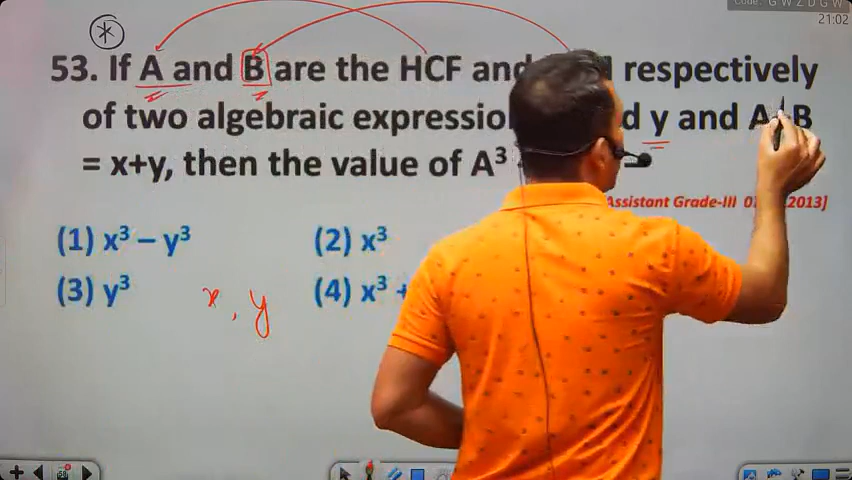 Code: G W Z D G W
21:02
53. If A and B are the HCF and respectively
of two algebraic y and A B
= x+y, then the value of A³
Assistant Grade-III 2013]
(1) x³ – y³ (2) x³
(3) y³ (4) x³ +
x, y